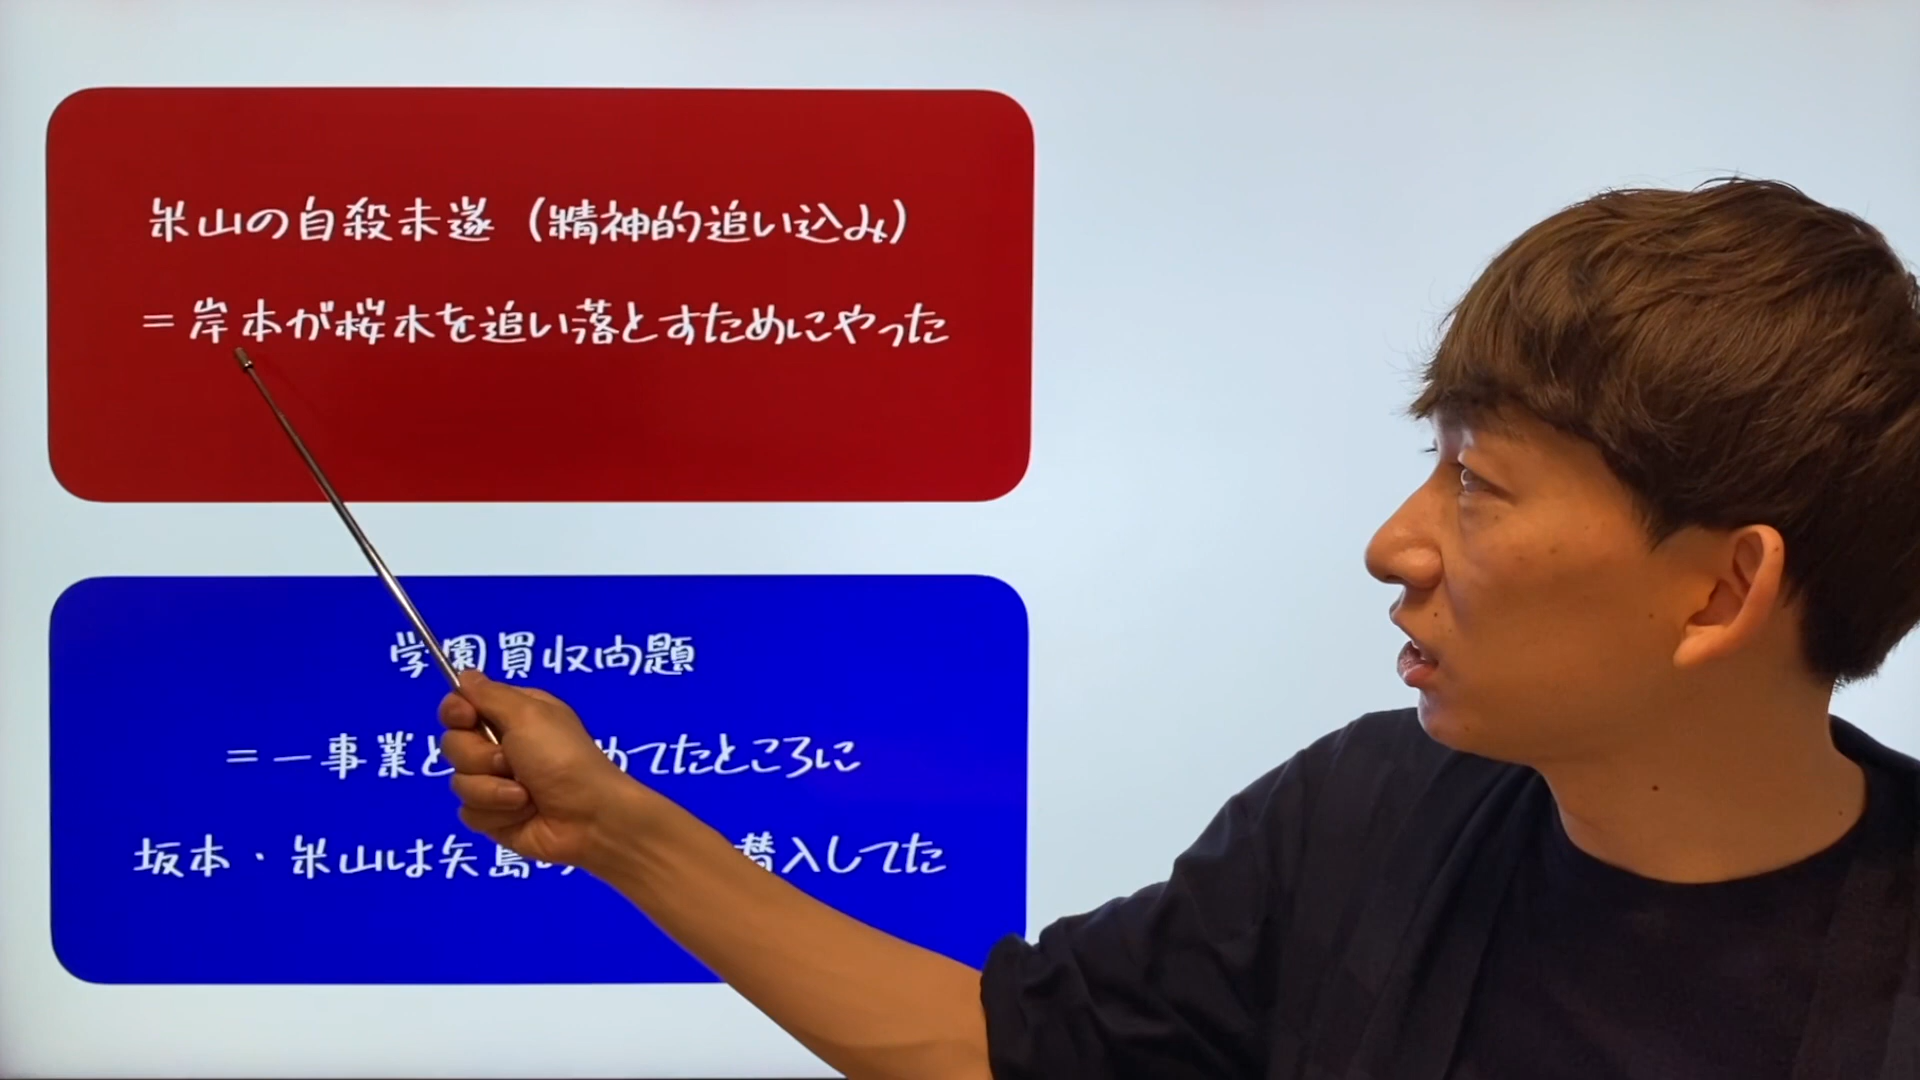 米山の自殺未遂（精神的追い込み）
＝岸本が桜木を追い落とすためにやった
学園買収問題
＝一事業と めてたところに
坂本・米山は矢島の 潜入してた